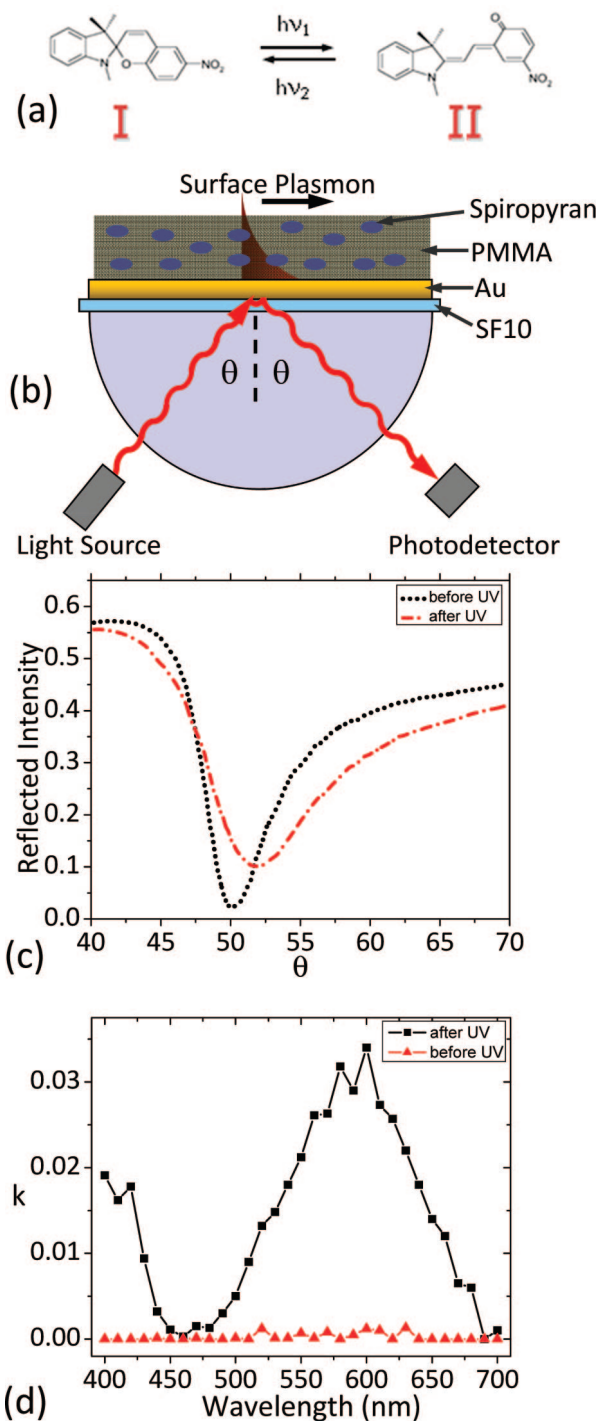 hν1
hν2
NO2
NO2
N
O
N
O
(a)
I
II
Surface Plasmon
Spiropyran
PMMA
Au
SF10
θ
θ
(b)
Light Source
Photodetector
0.6
0.5
0.4
0.3
0.2
0.1
0.0
Reflected Intensity
before UV
after UV
40
45
50
55
60
65
70
θ
(c)
0.03
0.02
0.01
0.00
k
after UV
before UV
400
450
500
550
600
650
700
Wavelength (nm)
(d)